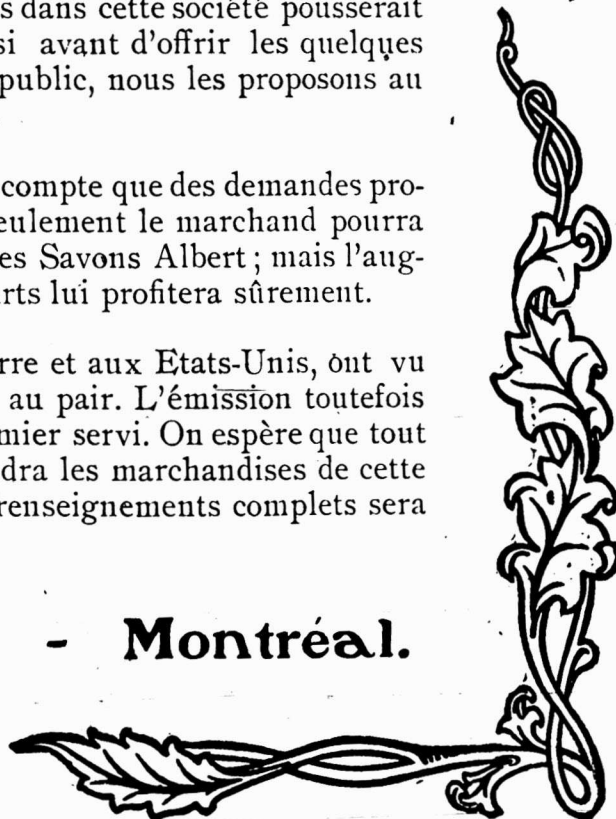 s dans cette société pousserait
si avant d'offrir les quelques
public, nous les proposons au
compte que des demandes pro-
eulement le marchand pourra
es Savons Albert ; mais l'aug-
rts lui profitera sûrement.
rre et aux Etats-Unis, ont vu
au pair. L'émission toutefois
mier servi. On espère que tout
dra les marchandises de cette
renseignements complets sera
- Montréal.